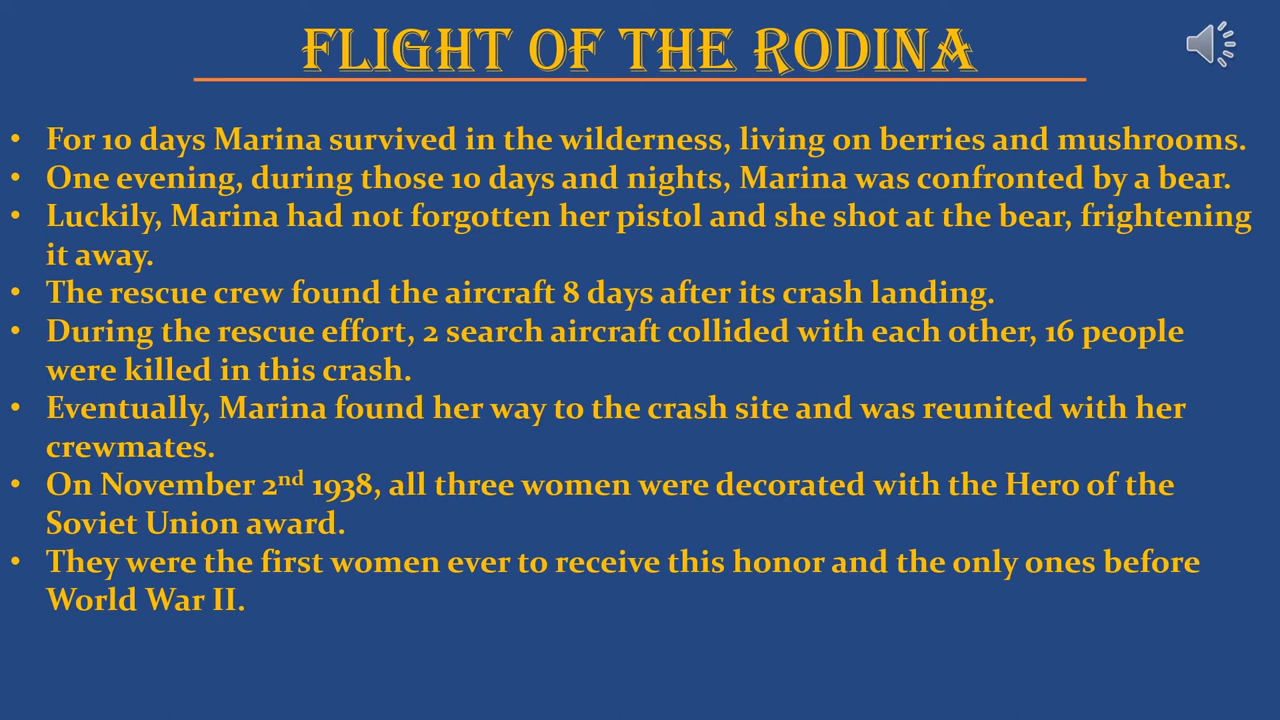 FLIGHT OF THE RODINA
• For 10 days Marina survived in the wilderness, living on berries and mushrooms.
• One evening, during those 10 days and nights, Marina was confronted by a bear.
• Luckily, Marina had not forgotten her pistol and she shot at the bear, frightening
it away.
• The rescue crew found the aircraft 8 days after its crash landing.
• During the rescue effort, 2 search aircraft collided with each other, 16 people
were killed in this crash.
• Eventually, Marina found her way to the crash site and was reunited with her
crewmates.
• On November 2nd 1938, all three women were decorated with the Hero of the
Soviet Union award.
• They were the first women ever to receive this honor and the only ones before
World War II.